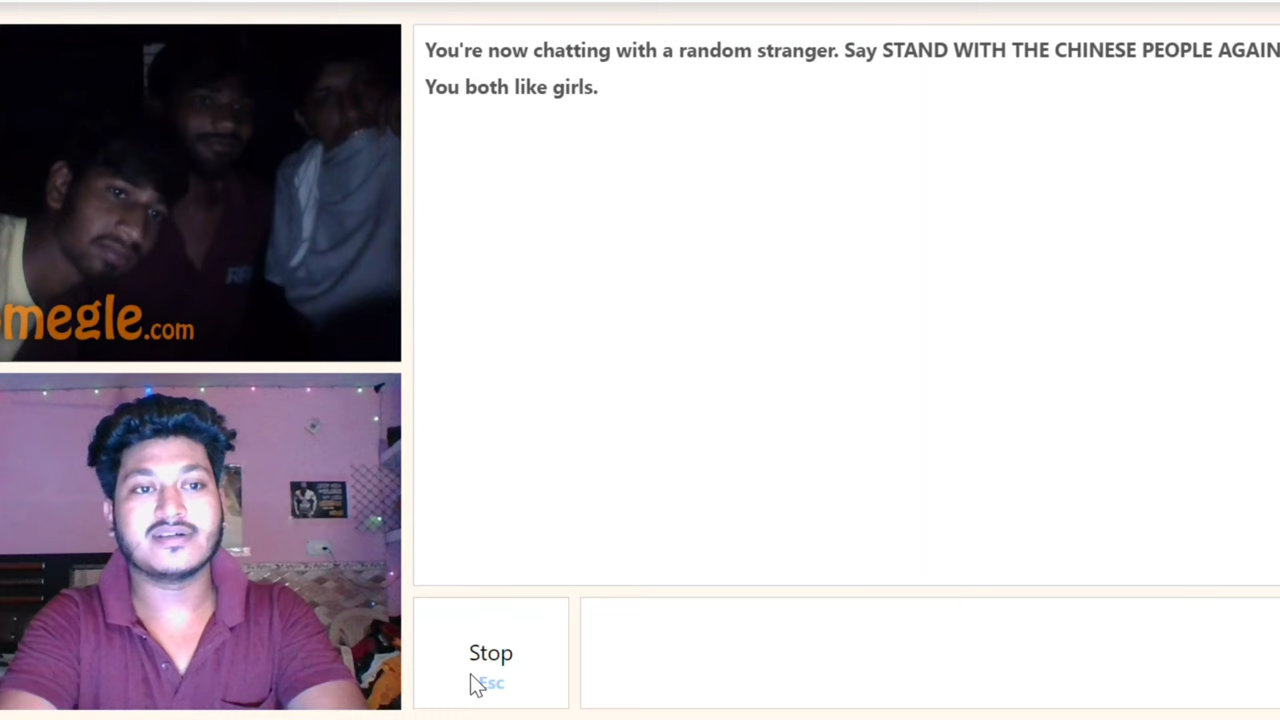 You're now chatting with a random stranger. Say STAND WITH THE CHINESE PEOPLE AGAIN
You both like girls.
megle.com
Stop
Esc